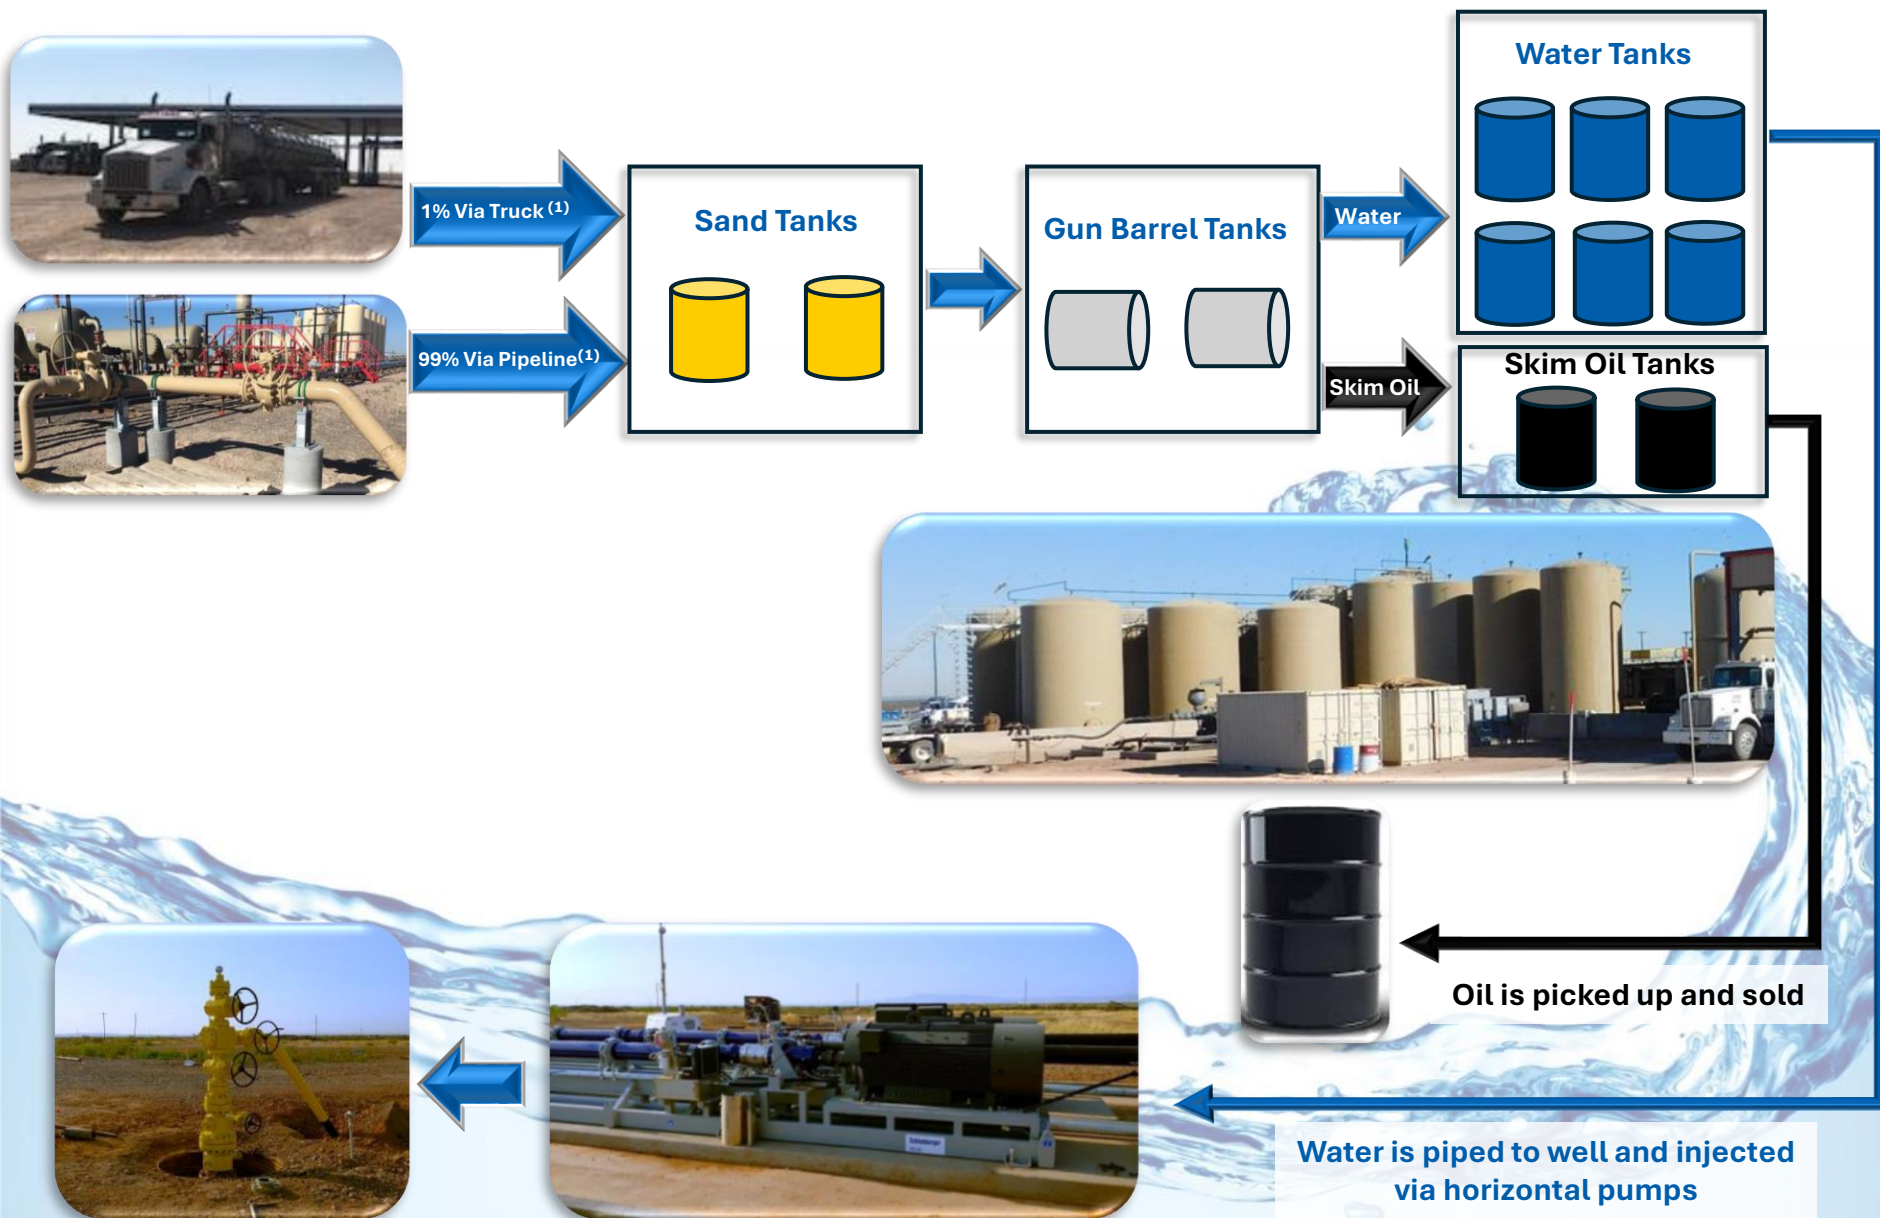 Water Tanks
1% Via Truck (1)
Sand Tanks
Gun Barrel Tanks
Water
99% Via Pipeline(1)
Skim Oil
Skim Oil Tanks
Oil is picked up and sold
Schlumberger
Water is piped to well and injected
via horizontal pumps